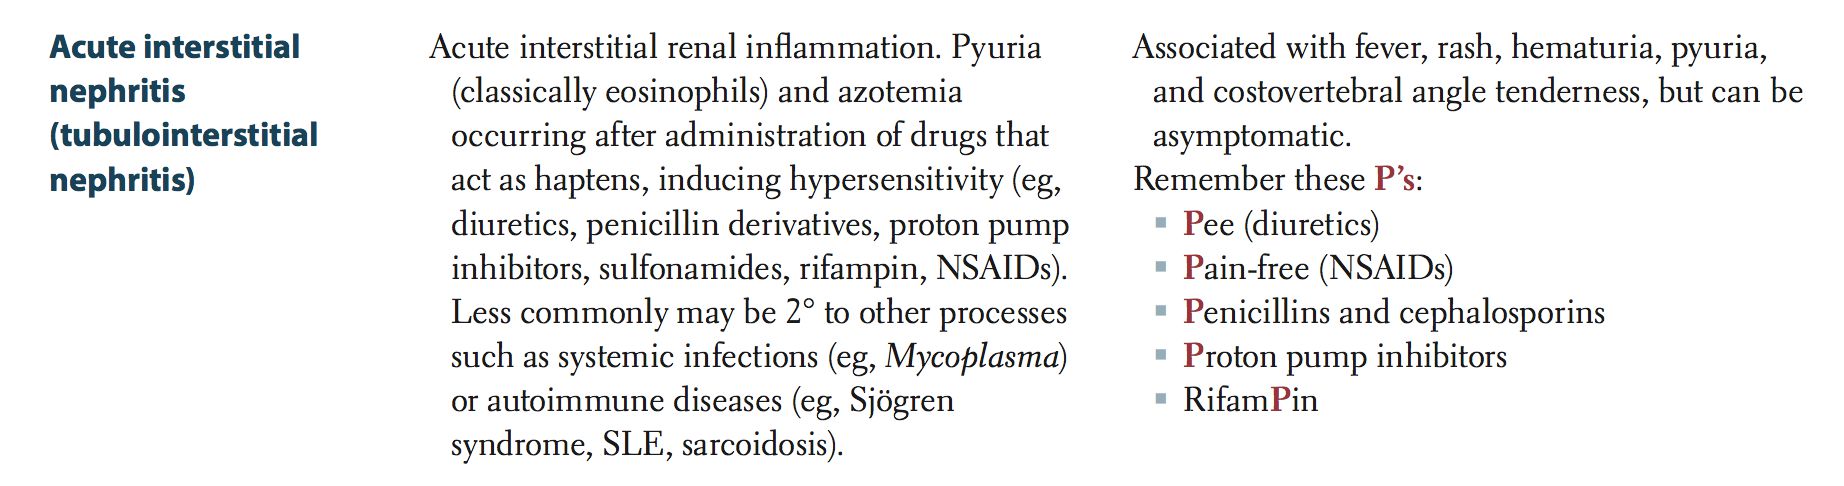 Acute interstitial
nephritis
(tubulointerstitial
nephritis)
Acute interstitial renal inflammation. Pyuria
(classically eosinophils) and azotemia
occurring after administration of drugs that
act as haptens, inducing hypersensitivity (eg,
diuretics, penicillin derivatives, proton pump
inhibitors, sulfonamides, rifampin, NSAIDs).
Less commonly may be 2° to other processes
such as systemic infections (eg, Mycoplasma)
or autoimmune diseases (eg, Sjögren
syndrome, SLE, sarcoidosis).
Associated with fever, rash, hematuria, pyuria,
and costovertebral angle tenderness, but can be
asymptomatic.
Remember these P's:
▪ Pee (diuretics)
▪ Pain-free (NSAIDs)
▪ Penicillins and cephalosporins
▪ Proton pump inhibitors
▪ RifamPin